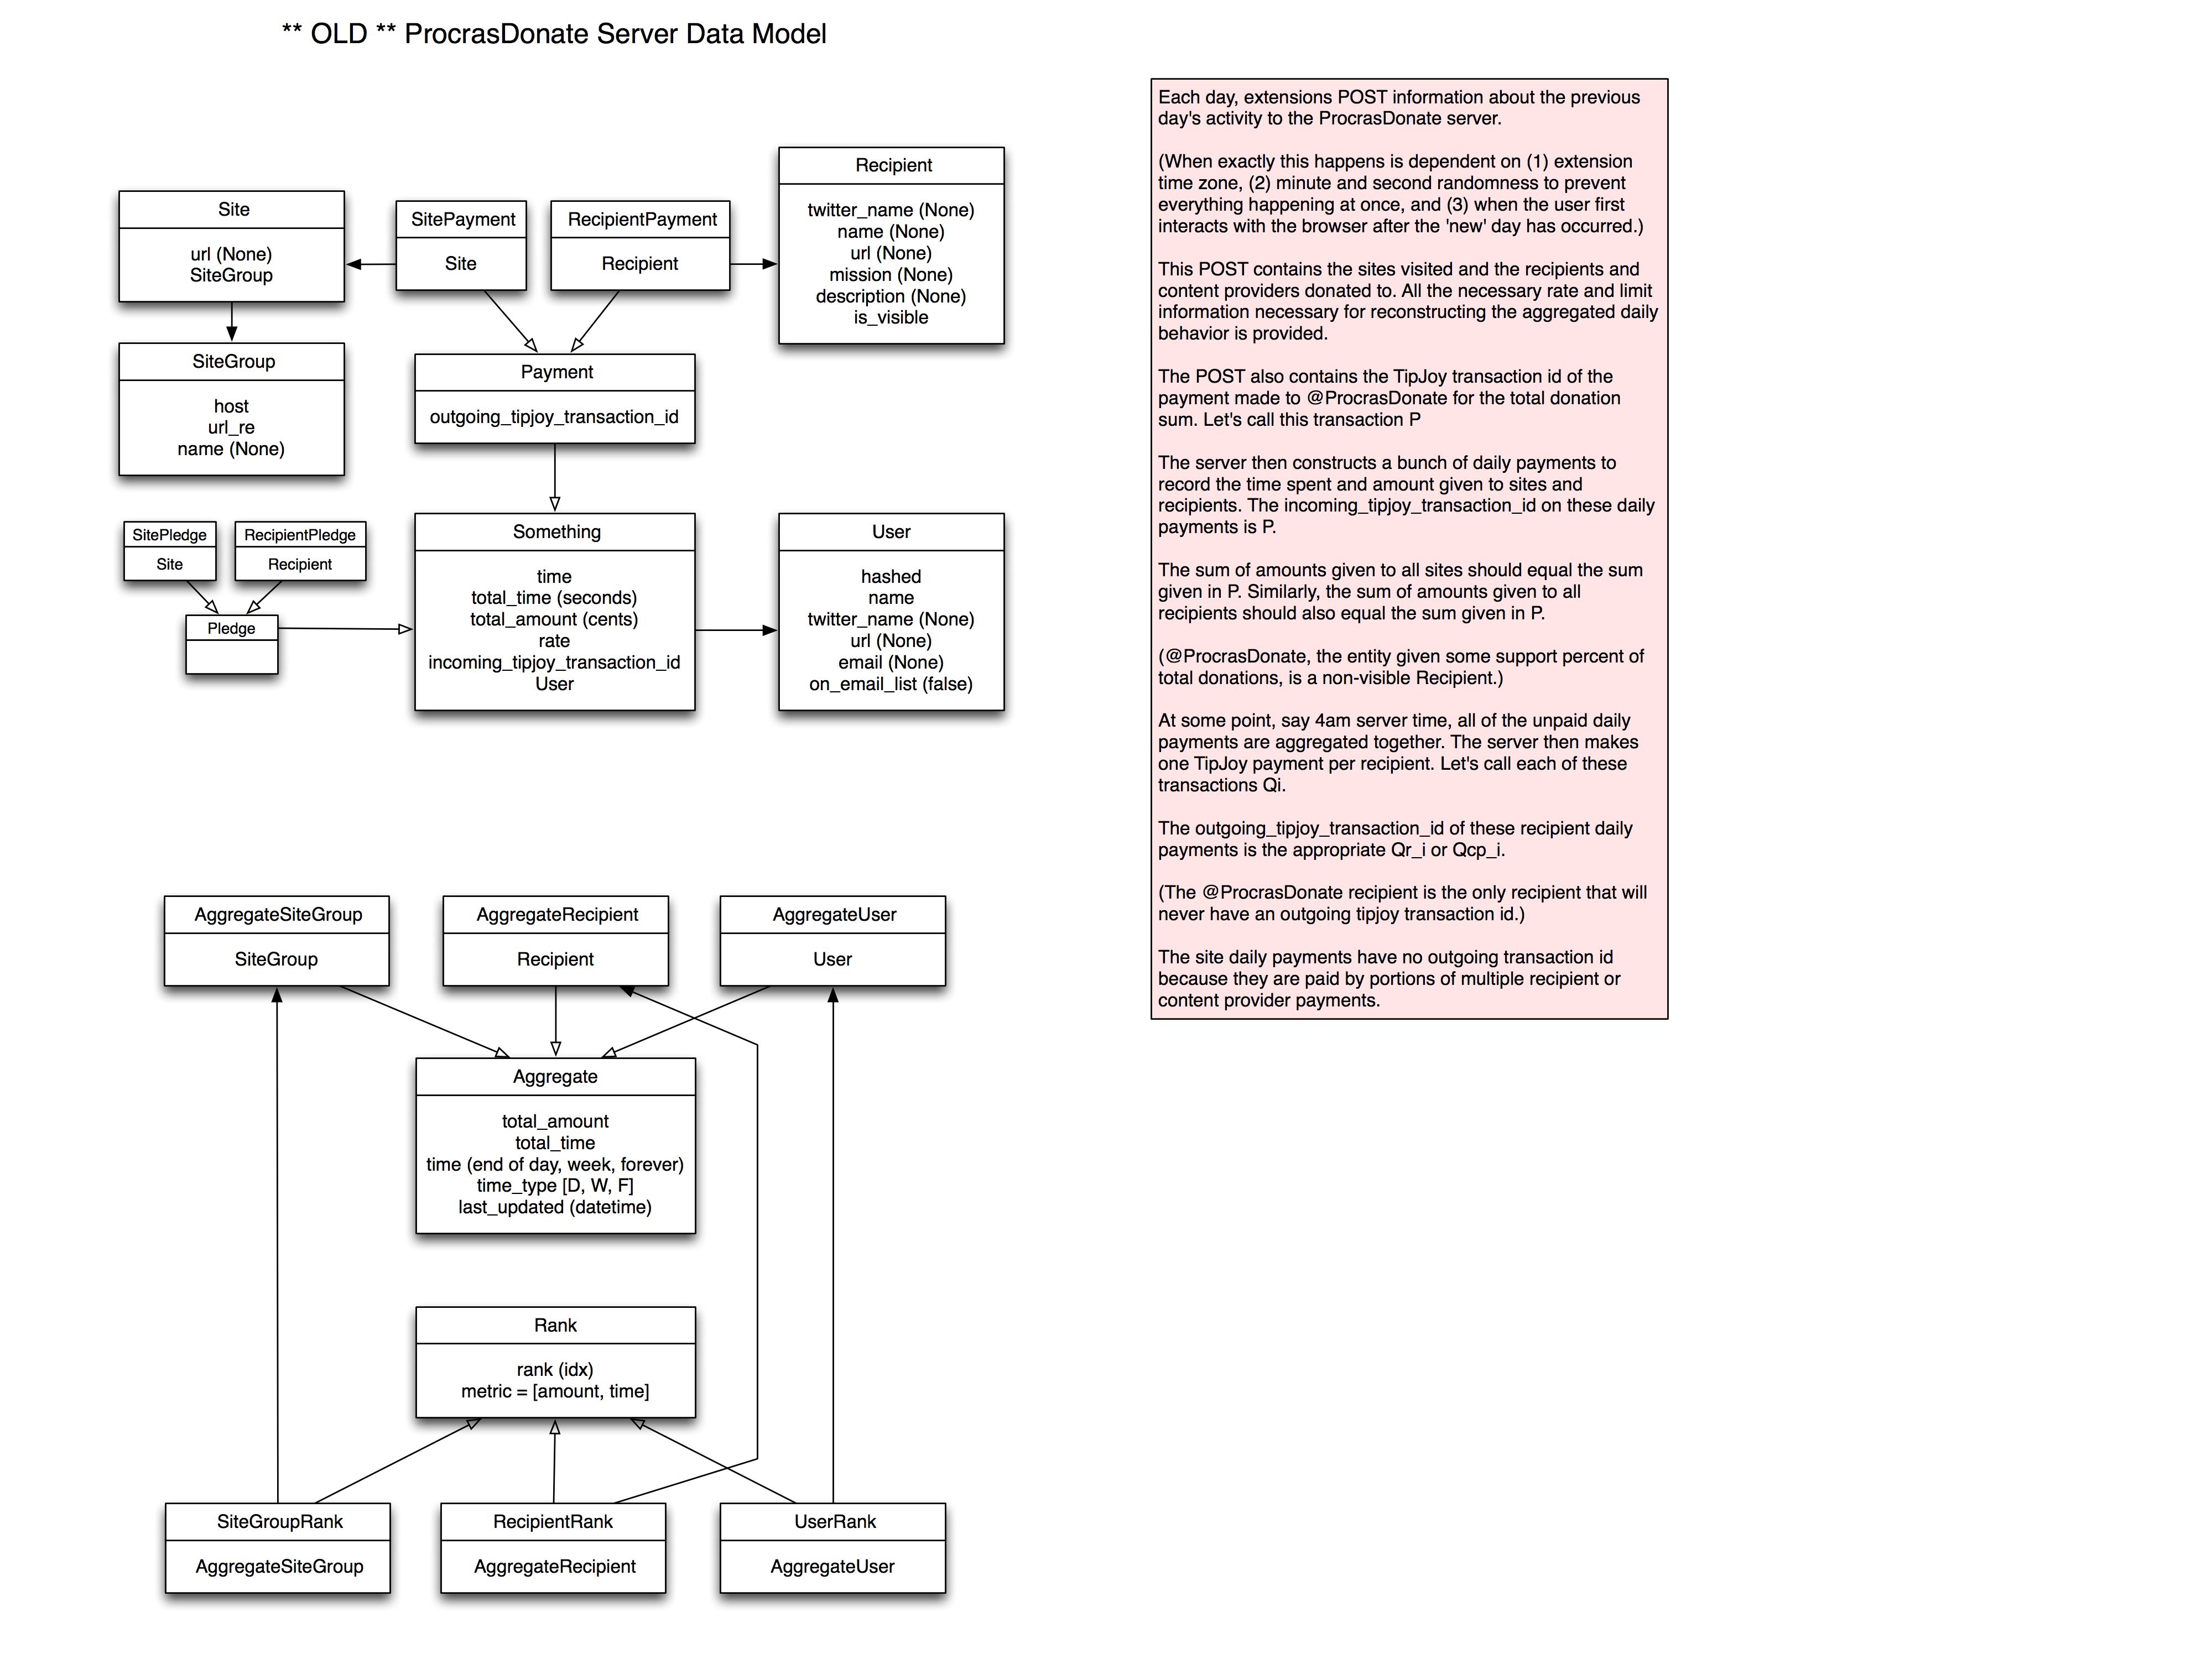 ** OLD ** ProcrasDonate Server Data Model
Site
url (None)
SiteGroup
SitePayment
Site
RecipientPayment
Recipient
Recipient
twitter_name (None)
name (None)
url (None)
mission (None)
description (None)
is_visible
SiteGroup
host
url_re
name (None)
Payment
outgoing_tipjoy_transaction_id
SitePledge
Site
RecipientPledge
Recipient
Pledge
Something
time
total_time (seconds)
total_amount (cents)
rate
incoming_tipjoy_transaction_id
User
User
hashed
name
twitter_name (None)
url (None)
email (None)
on_email_list (false)
AggregateSiteGroup
SiteGroup
AggregateRecipient
Recipient
AggregateUser
User
Aggregate
total_amount
total_time
time (end of day, week, forever)
time_type [D, W, F]
last_updated (datetime)
Rank
rank (idx)
metric = [amount, time]
SiteGroupRank
AggregateSiteGroup
RecipientRank
AggregateRecipient
UserRank
AggregateUser
Each day, extensions POST information about the previous
day's activity to the ProcrasDonate server.
(When exactly this happens is dependent on (1) extension
time zone, (2) minute and second randomness to prevent
everything happening at once, and (3) when the user first
interacts with the browser after the 'new' day has occurred.)
This POST contains the sites visited and the recipients and
content providers donated to. All the necessary rate and limit
information necessary for reconstructing the aggregated daily
behavior is provided.
The POST also contains the TipJoy transaction id of the
payment made to @ProcrasDonate for the total donation
sum. Let's call this transaction P
The server then constructs a bunch of daily payments to
record the time spent and amount given to sites and
recipients. The incoming_tipjoy_transaction_id on these daily
payments is P.
The sum of amounts given to all sites should equal the sum
given in P. Similarly, the sum of amounts given to all
recipients should also equal the sum given in P.
(@ProcrasDonate, the entity given some support percent of
total donations, is a non-visible Recipient.)
At some point, say 4am server time, all of the unpaid daily
payments are aggregated together. The server then makes
one TipJoy payment per recipient. Let's call each of these
transactions Qi.
The outgoing_tipjoy_transaction_id of these recipient daily
payments is the appropriate Qr_i or Qcp_i.
(The @ProcrasDonate recipient is the only recipient that will
never have an outgoing tipjoy transaction id.)
The site daily payments have no outgoing transaction id
because they are paid by portions of multiple recipient or
content provider payments.